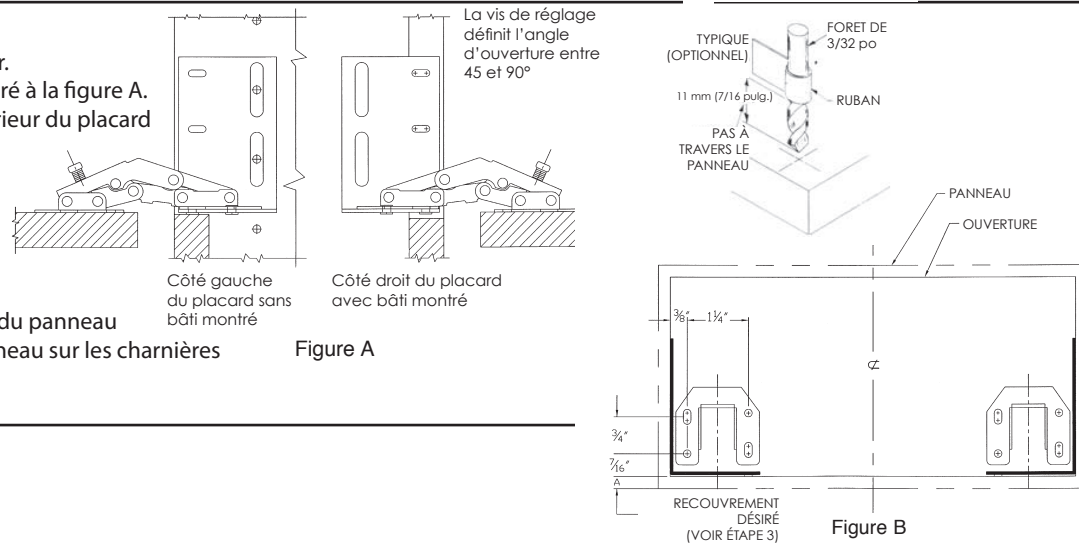 r.
ré à la figure A.
rieur du placard
du panneau
neau sur les charnières
La vis de réglage
définit l'angle
d'ouverture entre
45 et 90°
Côté gauche
du placard sans
bâti montré
Côté droit du placard
avec bâti montré
Figure A
TYPIQUE
(OPTIONNEL)
FORET DE
3/32 po
11 mm (7/16 pulg.)
RUBAN
PAS À
TRAVERS LE
PANNEAU
PANNEAU
OUVERTURE
3/8" 1 1/4"
3/4"
7/16"
A
RECOUVREMENT
DÉSIRÉ
(VOIR ÉTAPE 3)
Figure B